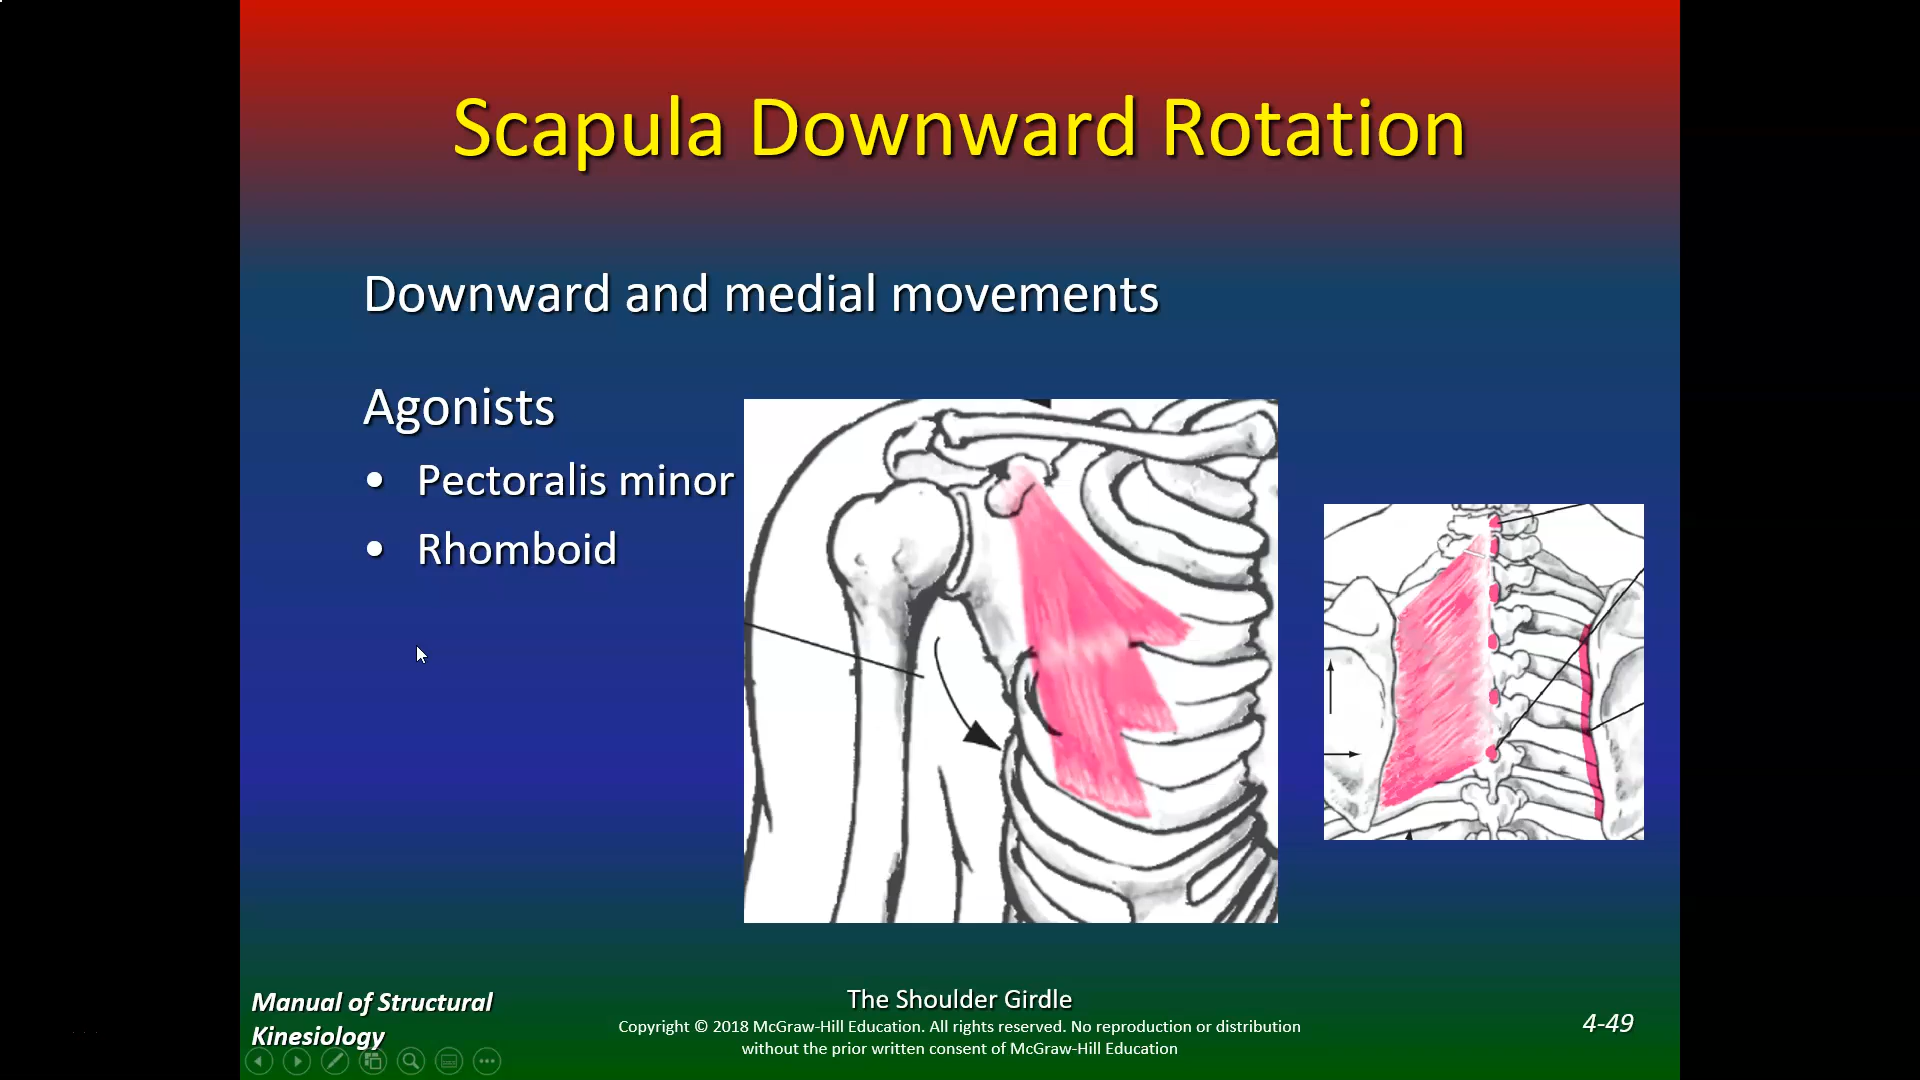 Scapula Downward Rotation
Downward and medial movements
Agonists
• Pectoralis minor
• Rhomboid
Manual of Structural
Kinesiology
The Shoulder Girdle
Copyright © 2018 McGraw-Hill Education. All rights reserved. No reproduction or distribution
without the prior written consent of McGraw-Hill Education
4-49